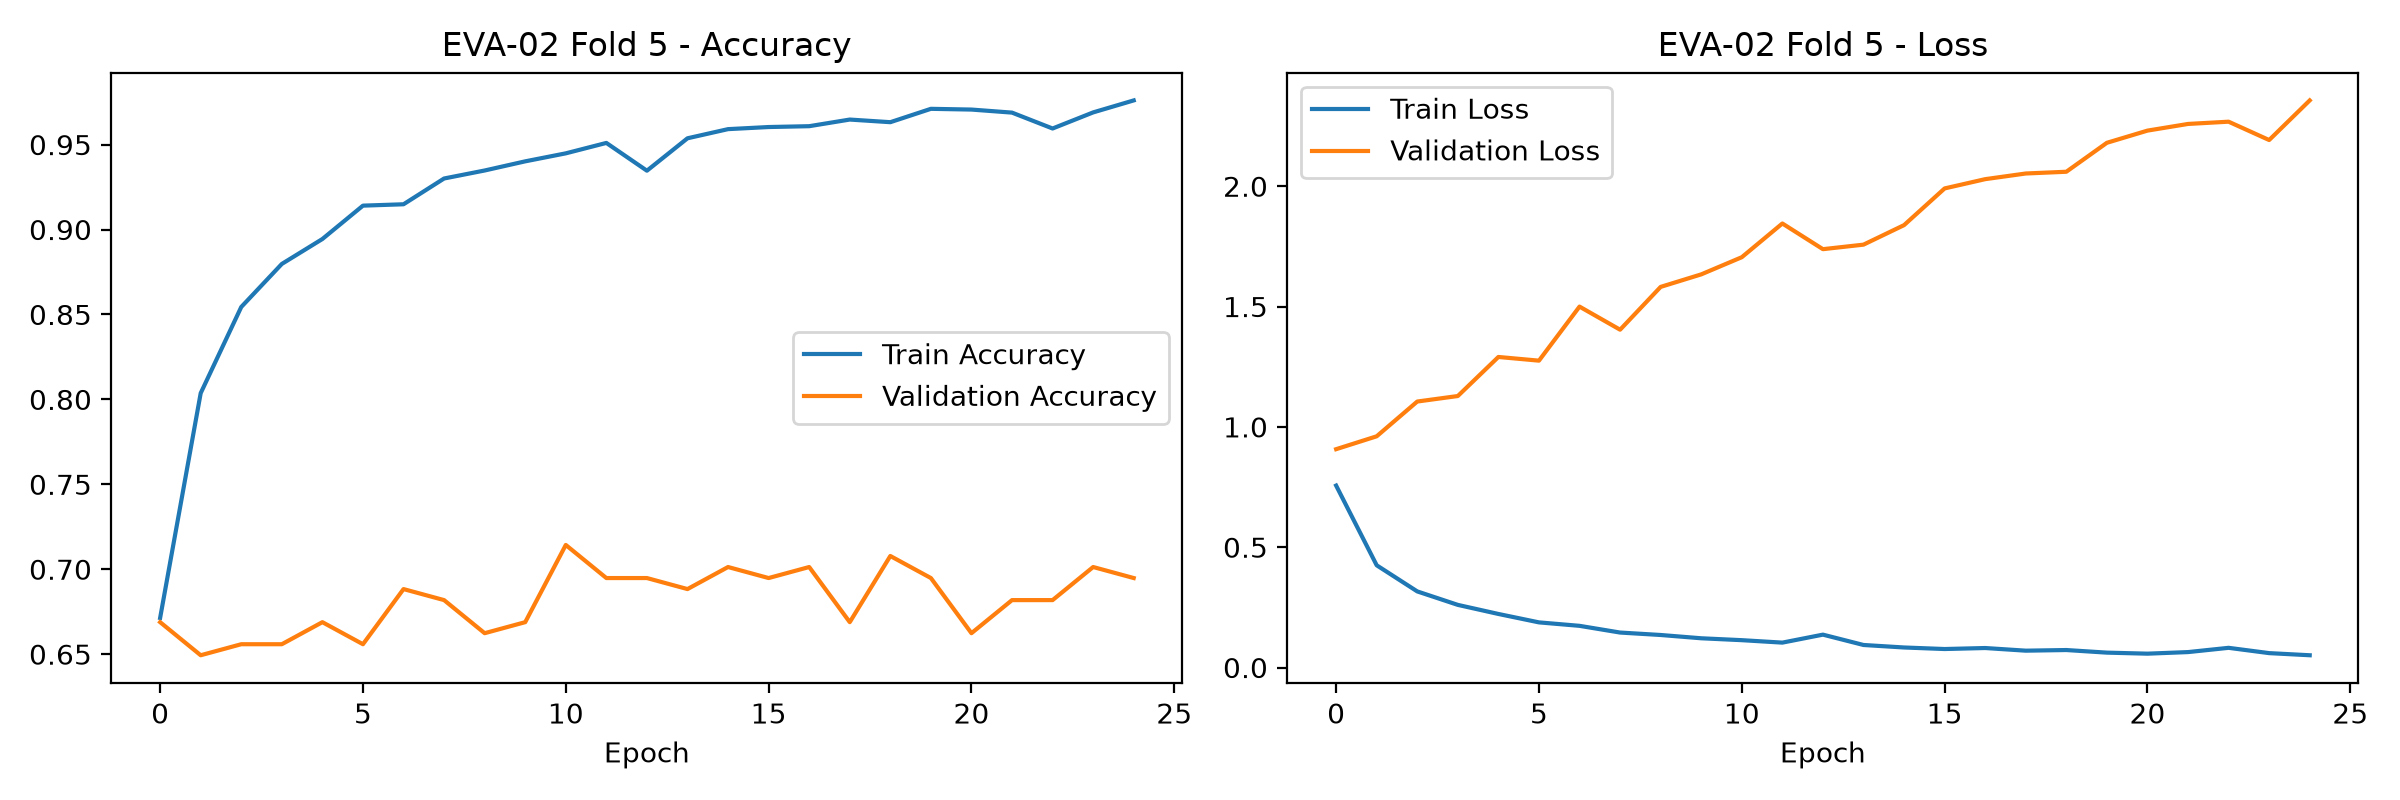 EVA-02 Fold 5 - Accuracy
0.95
0.90
0.85
0.80
0.75
0.70
0.65
Train Accuracy
Validation Accuracy
0 5 10 15 20 25
Epoch
EVA-02 Fold 5 - Loss
Train Loss
Validation Loss
2.0
1.5
1.0
0.5
0.0
0 5 10 15 20 25
Epoch